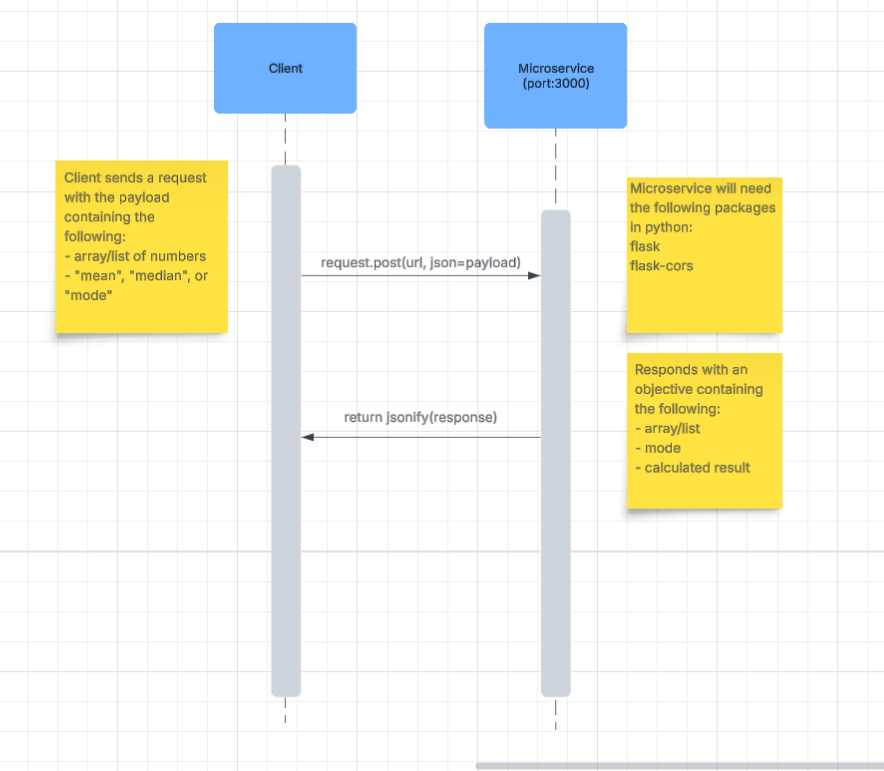 Client
Microservice
(port:3000)
Client sends a request
with the payload
containing the
following:
- array/list of numbers
- "mean", "median", or
"mode"
Microservice will need
the following packages
in python:
flask
flask-cors
request.post(url, json=payload)
Responds with an
objective containing
the following:
- array/list
- mode
- calculated result
return jsonify(response)